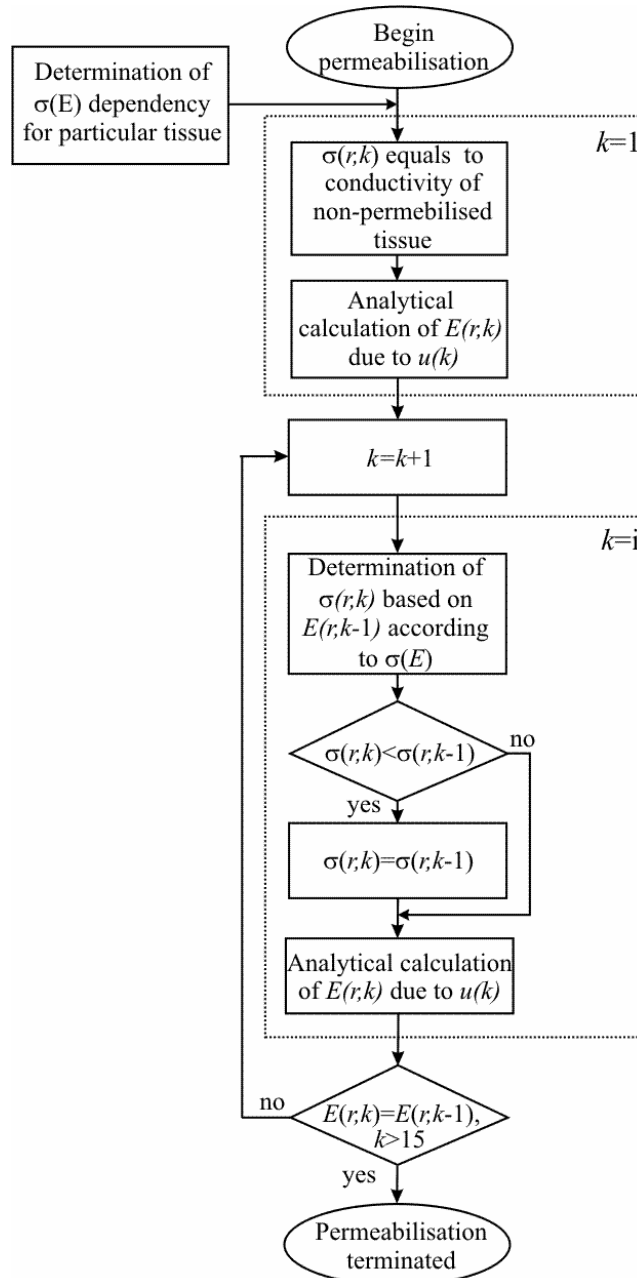 Begin
permeabilisation
Determination of
σ(E) dependency
for particular tissue
k=1
σ(r,k) equals to
conductivity of
non-permebilised
tissue
Analytical
calculation of E(r,k)
due to u(k)
k=k+1
k=i
Determination of
σ(r,k) based on
E(r,k-1) according
to σ(E)
σ(r,k)<σ(r,k-1)
no
yes
σ(r,k)=σ(r,k-1)
Analytical calculation
of E(r,k) due to u(k)
no
E(r,k)=E(r,k-1),
k>15
yes
Permeabilisation
terminated